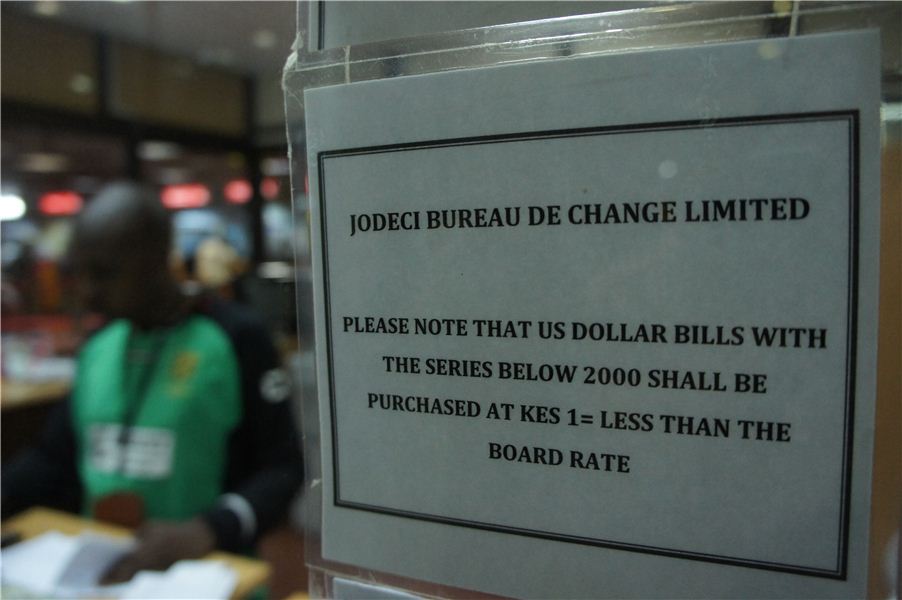 JODECI BUREAU DE CHANGE LIMITED
PLEASE NOTE THAT US DOLLAR BILLS WITH
THE SERIES BELOW 2000 SHALL BE
PURCHASED AT KES 1= LESS THAN THE
BOARD RATE